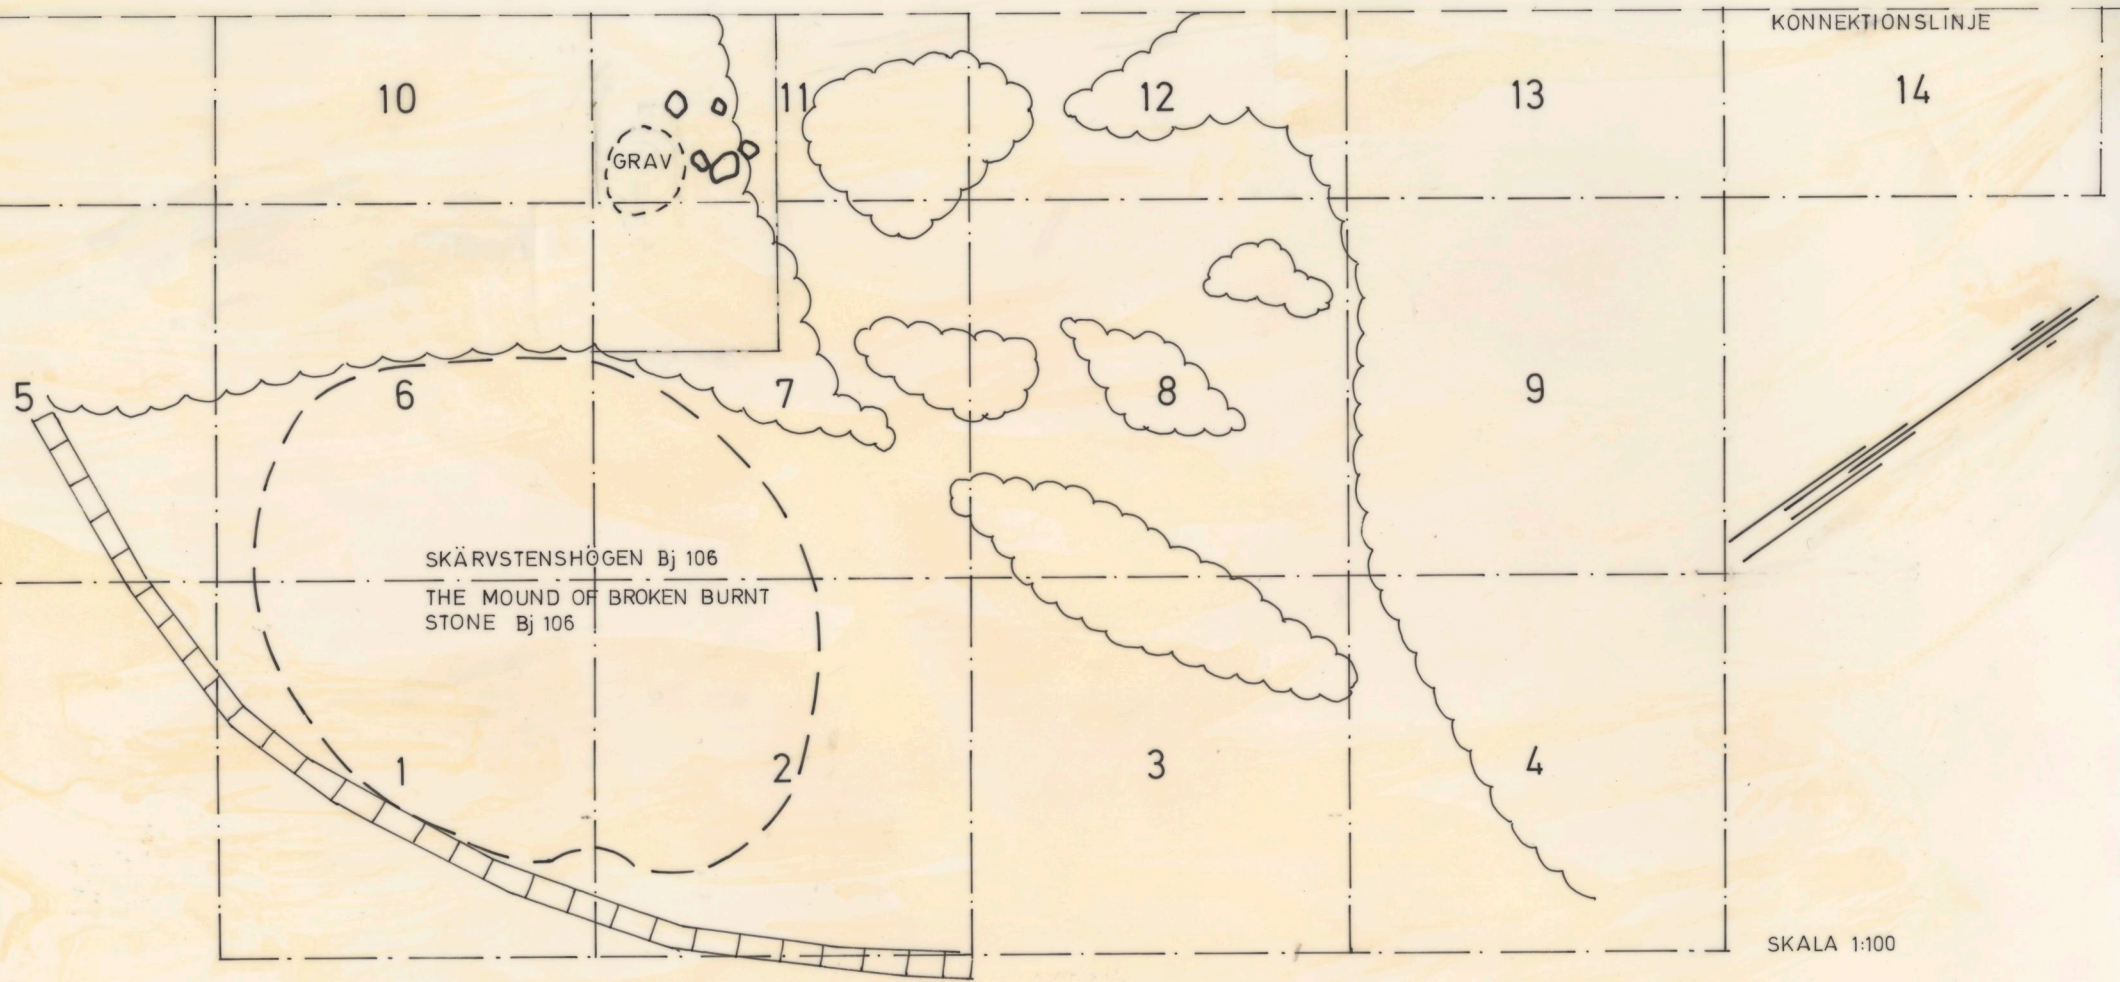 KONNEKTIONSLINJE
10
11
12
13
14
GRAV
5
6
7
8
9
SKÄRVSTENSHÖGEN Bj 106
THE MOUND OF BROKEN BURNT
STONE Bj 106
1
2
3
4
SKALA 1:100